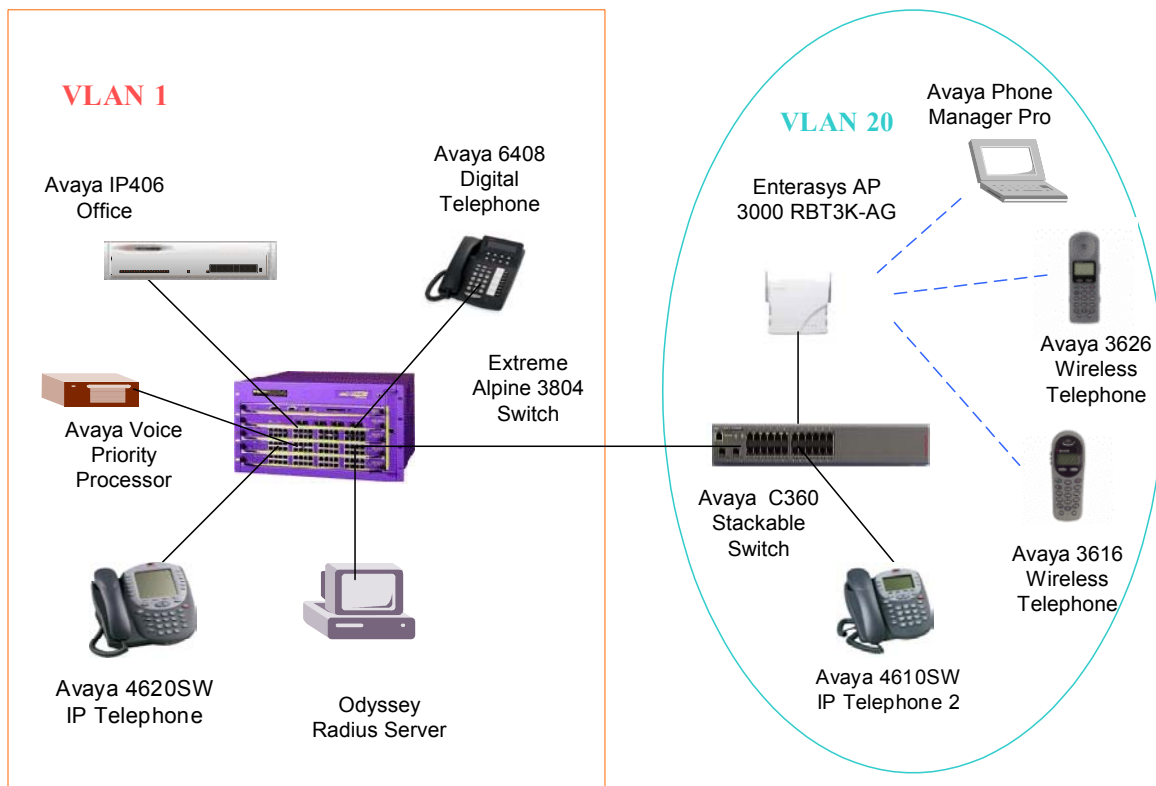 VLAN 1
Avaya IP406
Office
Avaya 6408
Digital
Telephone
Extreme
Alpine 3804
Switch
Avaya Voice
Priority
Processor
Avaya 4620SW
IP Telephone
Odyssey
Radius Server
VLAN 20
Avaya Phone
Manager Pro
Enterasys AP
3000 RBT3K-AG
Avaya 3626
Wireless
Telephone
Avaya C360
Stackable
Switch
Avaya 3616
Wireless
Telephone
Avaya 4610SW
IP Telephone 2